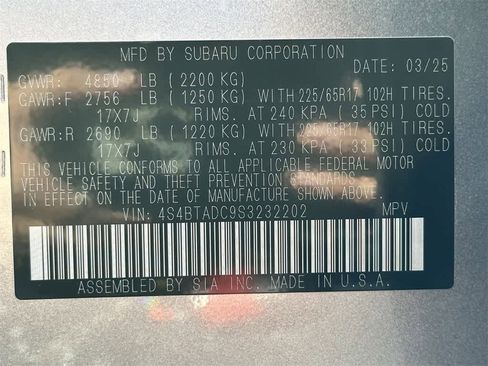 MFD BY SUBARU CORPORATION
DATE: 03/25
GVWR: 4850 LB (2200 KG)
GAWR:F 2756 LB (1250 KG) WITH 225/65R17 102H TIRES.
17X7J RIMS. AT 240 KPA (35 PSI) COLD
GAWR:R 2690 LB (1220 KG) WITH 225/65R17 102H TIRES.
17X7J RIMS. AT 230 KPA (33 PSI) COLD
THIS VEHICLE CONFORMS TO ALL APPLICABLE FEDERAL MOTOR
VEHICLE SAFETY AND THEFT PREVENTION STANDARDS
IN EFFECT ON THE DATE OF MANUFACTURE SHOWN ABOVE.
VIN: 4S4BTADC9S3232202 MPV
ASSEMBLED BY SIA INC. MADE IN U.S.A.